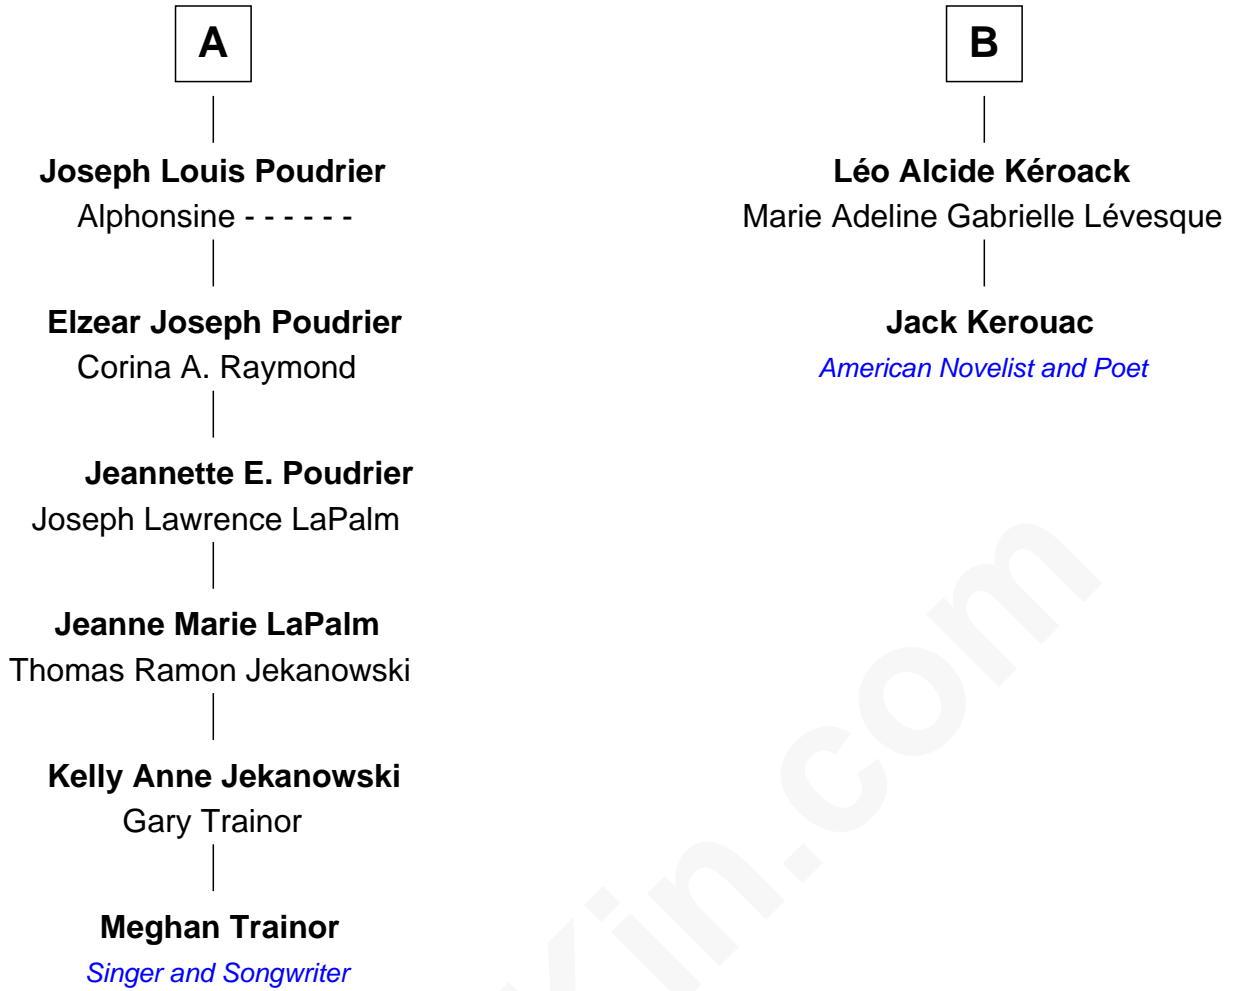 A
Joseph Louis Poudrier
Alphonsine - - - - - -
Elzear Joseph Poudrier
Corina A. Raymond
Jeannette E. Poudrier
Joseph Lawrence LaPalm
Jeanne Marie LaPalm
Thomas Ramon Jekanowski
Kelly Anne Jekanowski
Gary Trainor
Meghan Trainor
Singer and Songwriter
B
Léo Alcide Kéroack
Marie Adeline Gabrielle Lévesque
Jack Kerouac
American Novelist and Poet
Kin.com